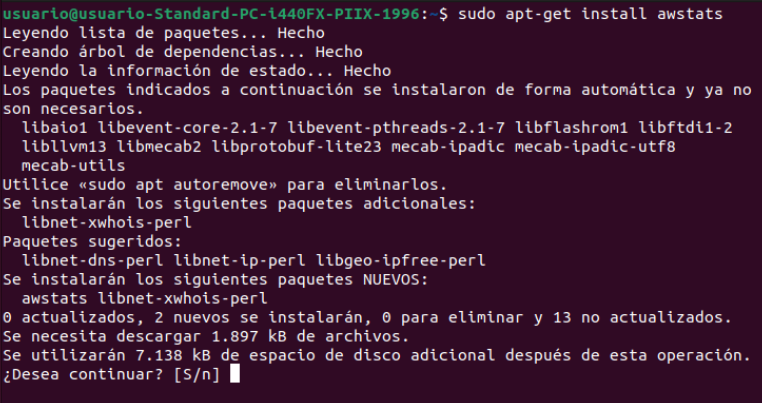 usuario@usuario-Standard-PC-i440FX-PIIX-1996:~$ sudo apt-get install awstats
Leyendo lista de paquetes... Hecho
Creando árbol de dependencias... Hecho
Leyendo la información de estado... Hecho
Los paquetes indicados a continuación se instalaron de forma automática y ya no
son necesarios.
  libaio1 libevent-core-2.1-7 libevent-pthreads-2.1-7 libflashrom1 libftdi1-2
  libllvm13 libmecab2 libprotobuf-lite23 mecab-ipadic mecab-ipadic-utf8
  mecab-utils
Utilice «sudo apt autoremove» para eliminarlos.
Se instalarán los siguientes paquetes adicionales:
  libnet-xwhois-perl
Paquetes sugeridos:
  libnet-dns-perl libnet-ip-perl libgeo-ipfree-perl
Se instalarán los siguientes paquetes NUEVOS:
  awstats libnet-xwhois-perl
0 actualizados, 2 nuevos se instalarán, 0 para eliminar y 13 no actualizados.
Se necesita descargar 1.897 kB de archivos.
Se utilizarán 7.138 kB de espacio de disco adicional después de esta operación.
¿Desea continuar? [S/n]